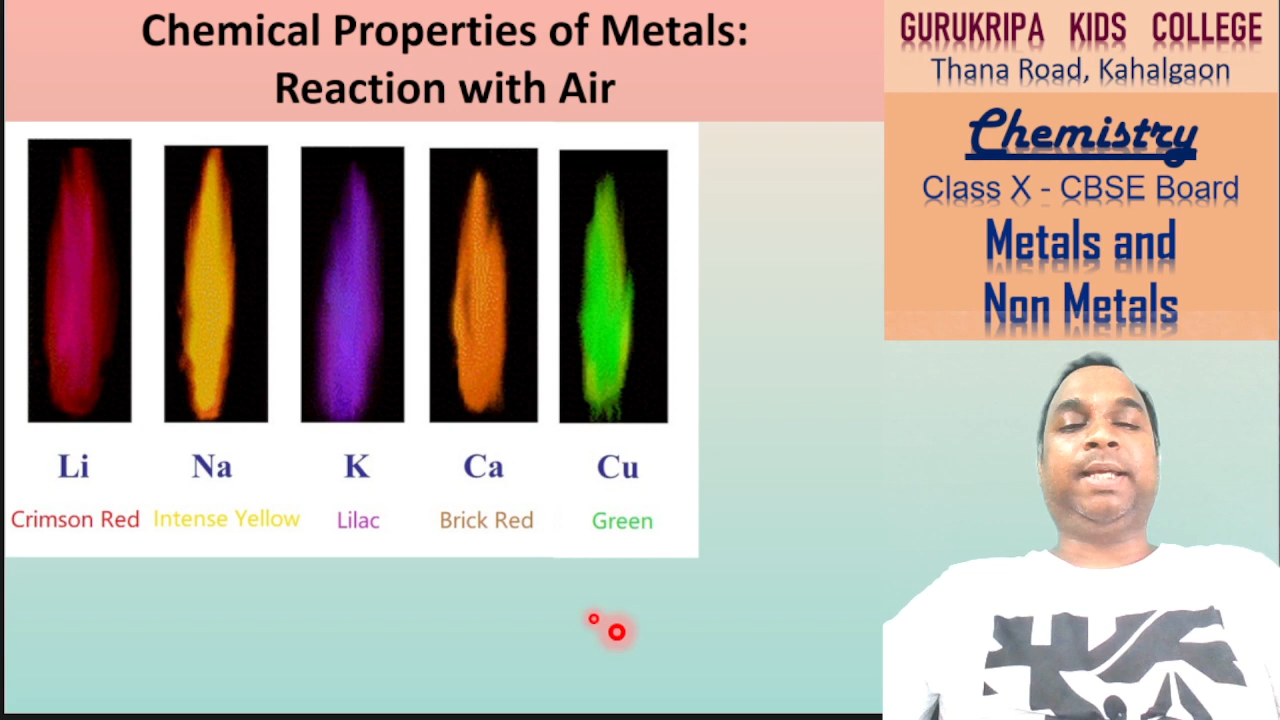 Chemical Properties of Metals:
Reaction with Air
Li Na K Ca Cu
Crimson Red Intense Yellow Lilac Brick Red Green
GURUKRIPA KIDS COLLEGE
Thana Road, Kahalgaon
Chemistry
Class X - CBSE Board
Metals and
Non Metals